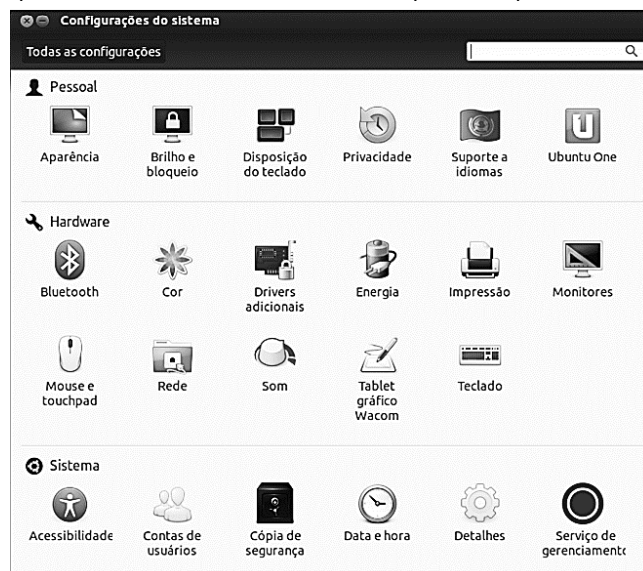 Configurações do sistema
Todas as configurações
Pessoal
Aparência
Brilho e
bloqueio
Disposição
do teclado
Privacidade
Suporte a
idiomas
Ubuntu One
Hardware
Bluetooth
Cor
Drivers
adicionais
Energia
Impressão
Monitores
Mouse e
touchpad
Rede
Som
Tablet
gráfico
Wacom
Teclado
Sistema
Acessibilidade
Contas de
usuários
Cópia de
segurança
Data e hora
Detalhes
Serviço de
gerenciamento